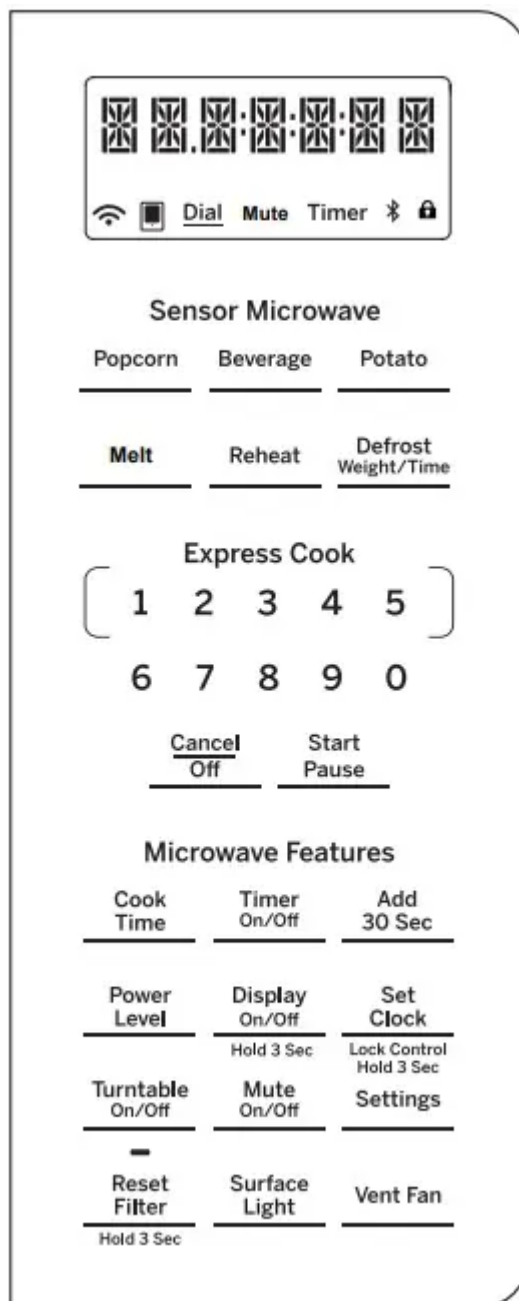 Dial Mute Timer
Sensor Microwave
Popcorn Beverage Potato
Melt Reheat Defrost
Weight/Time
Express Cook
1 2 3 4 5
6 7 8 9 0
Cancel Start
Off Pause
Microwave Features
Cook Timer Add
Time On/Off 30 Sec
Power Display Set
Level On/Off Clock
Hold 3 Sec Lock Control
Hold 3 Sec
Turntable Mute Settings
On/Off On/Off
Reset Surface Vent Fan
Filter Light
Hold 3 Sec